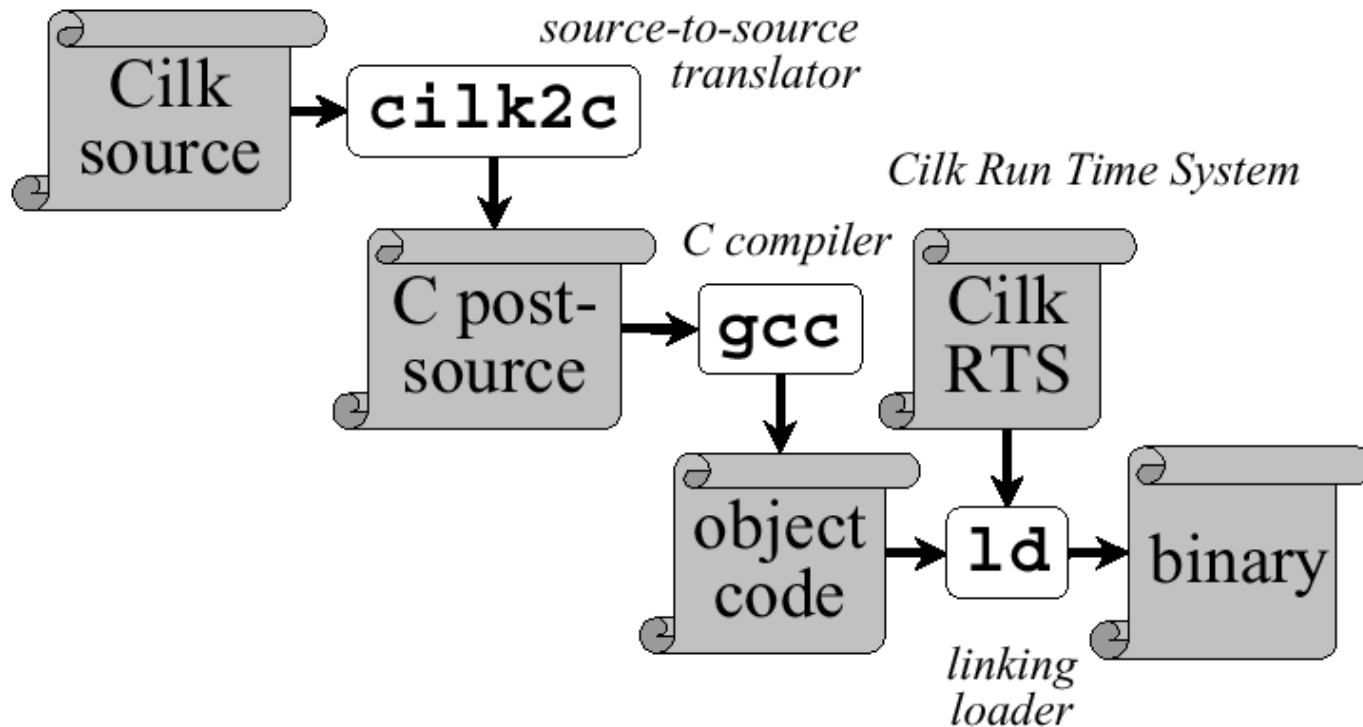 source-to-source
translator
Cilk
source
cilk2c
Cilk Run Time System
C compiler
C post-
source
gcc
Cilk
RTS
object
code
ld
binary
linking
loader